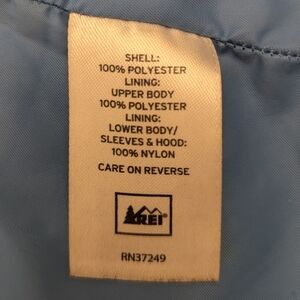 SHELL:
100% POLYESTER
LINING:
UPPER BODY
100% POLYESTER
LINING:
LOWER BODY/
SLEEVES & HOOD:
100% NYLON
CARE ON REVERSE
REI®
RN37249